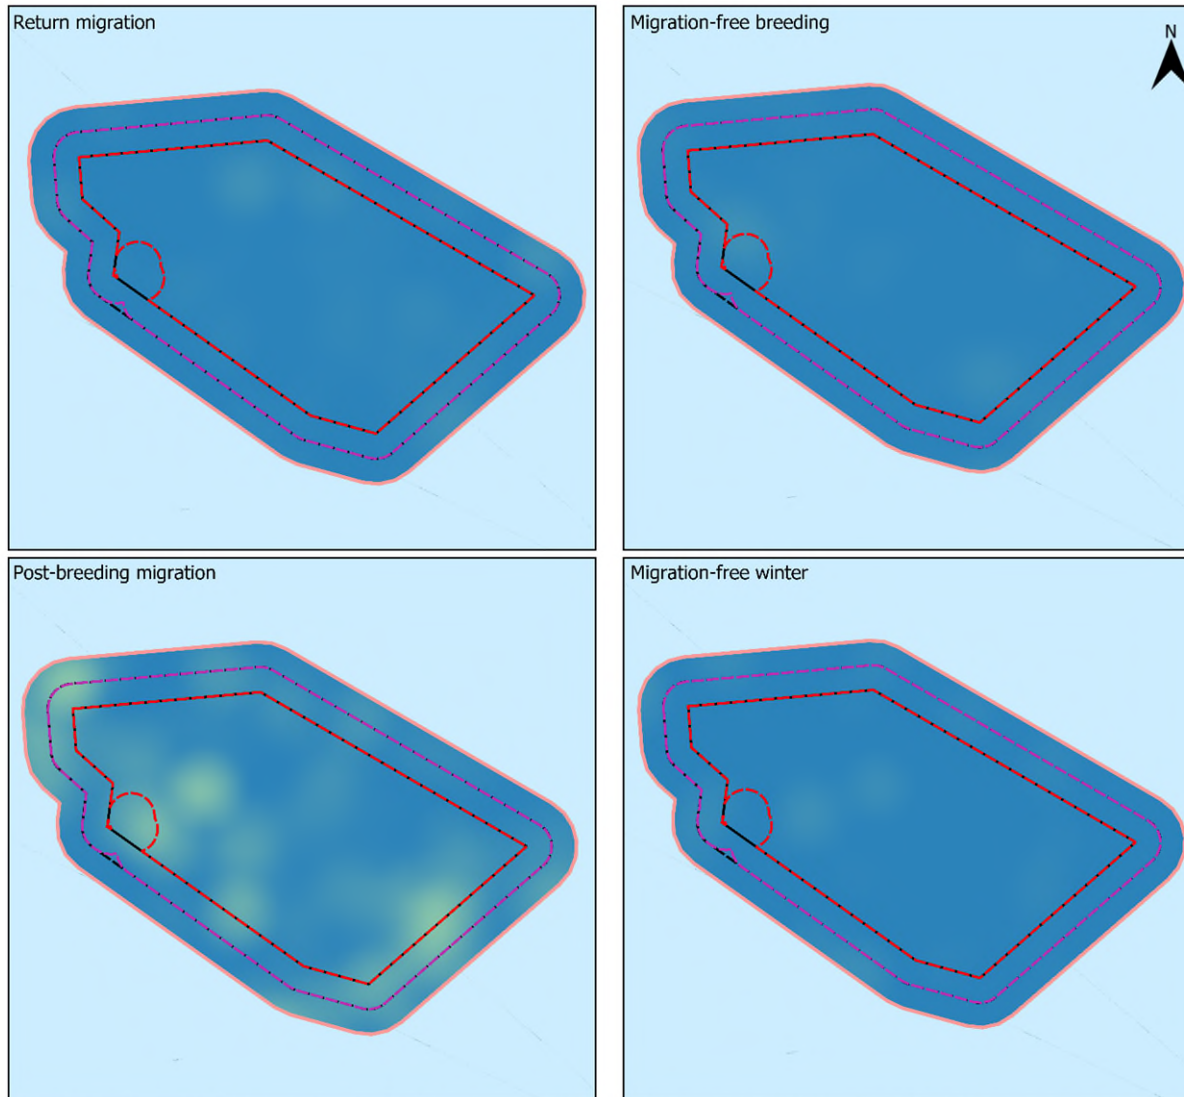 Return migration
Migration-free breeding
N
Post-breeding migration
Migration-free winter